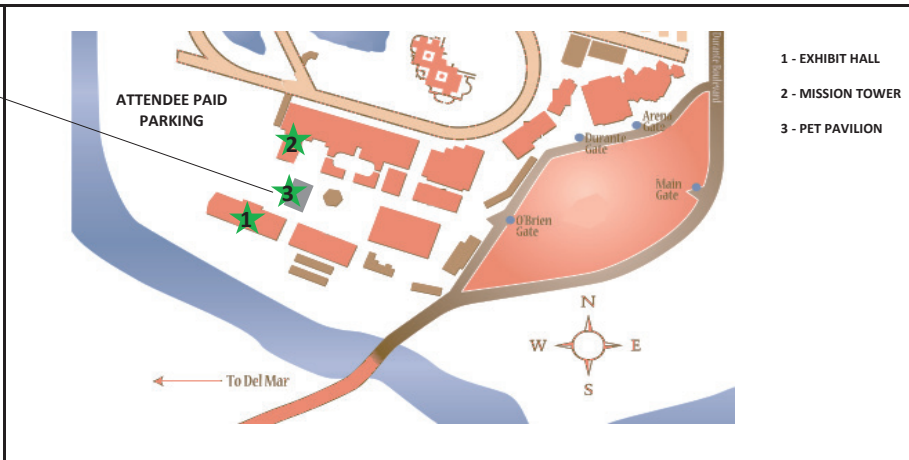 1 - EXHIBIT HALL
2 - MISSION TOWER
3 - PET PAVILION
ATTENDEE PAID
PARKING
Durante Boulevard
Arena
Gate
Durante
Gate
Main
Gate
O'Brien
Gate
2
3
1
N
W
E
S
To Del Mar